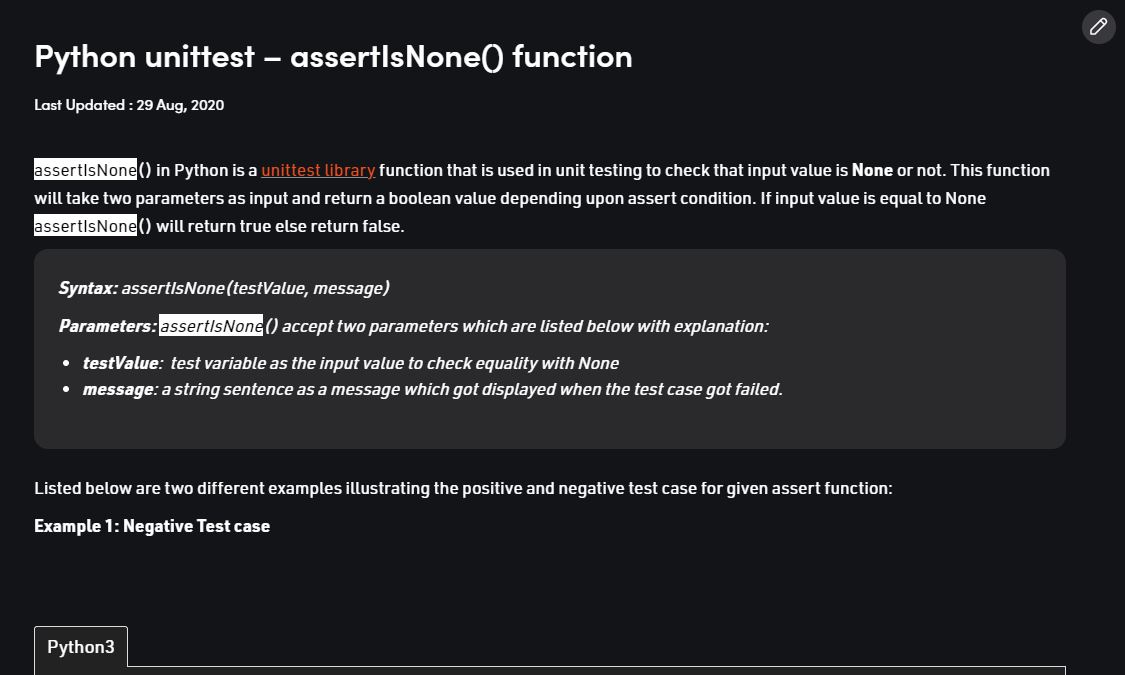 Python unittest – assertIsNone() function
Last Updated : 29 Aug, 2020
assertIsNone() in Python is a unittest library function that is used in unit testing to check that input value is None or not. This function
will take two parameters as input and return a boolean value depending upon assert condition. If input value is equal to None
assertIsNone() will return true else return false.
Syntax: assertIsNone(testValue, message)
Parameters: assertIsNone() accept two parameters which are listed below with explanation:
• testValue:  test variable as the input value to check equality with None
• message: a string sentence as a message which got displayed when the test case got failed.
Listed below are two different examples illustrating the positive and negative test case for given assert function:
Example 1: Negative Test case
Python3